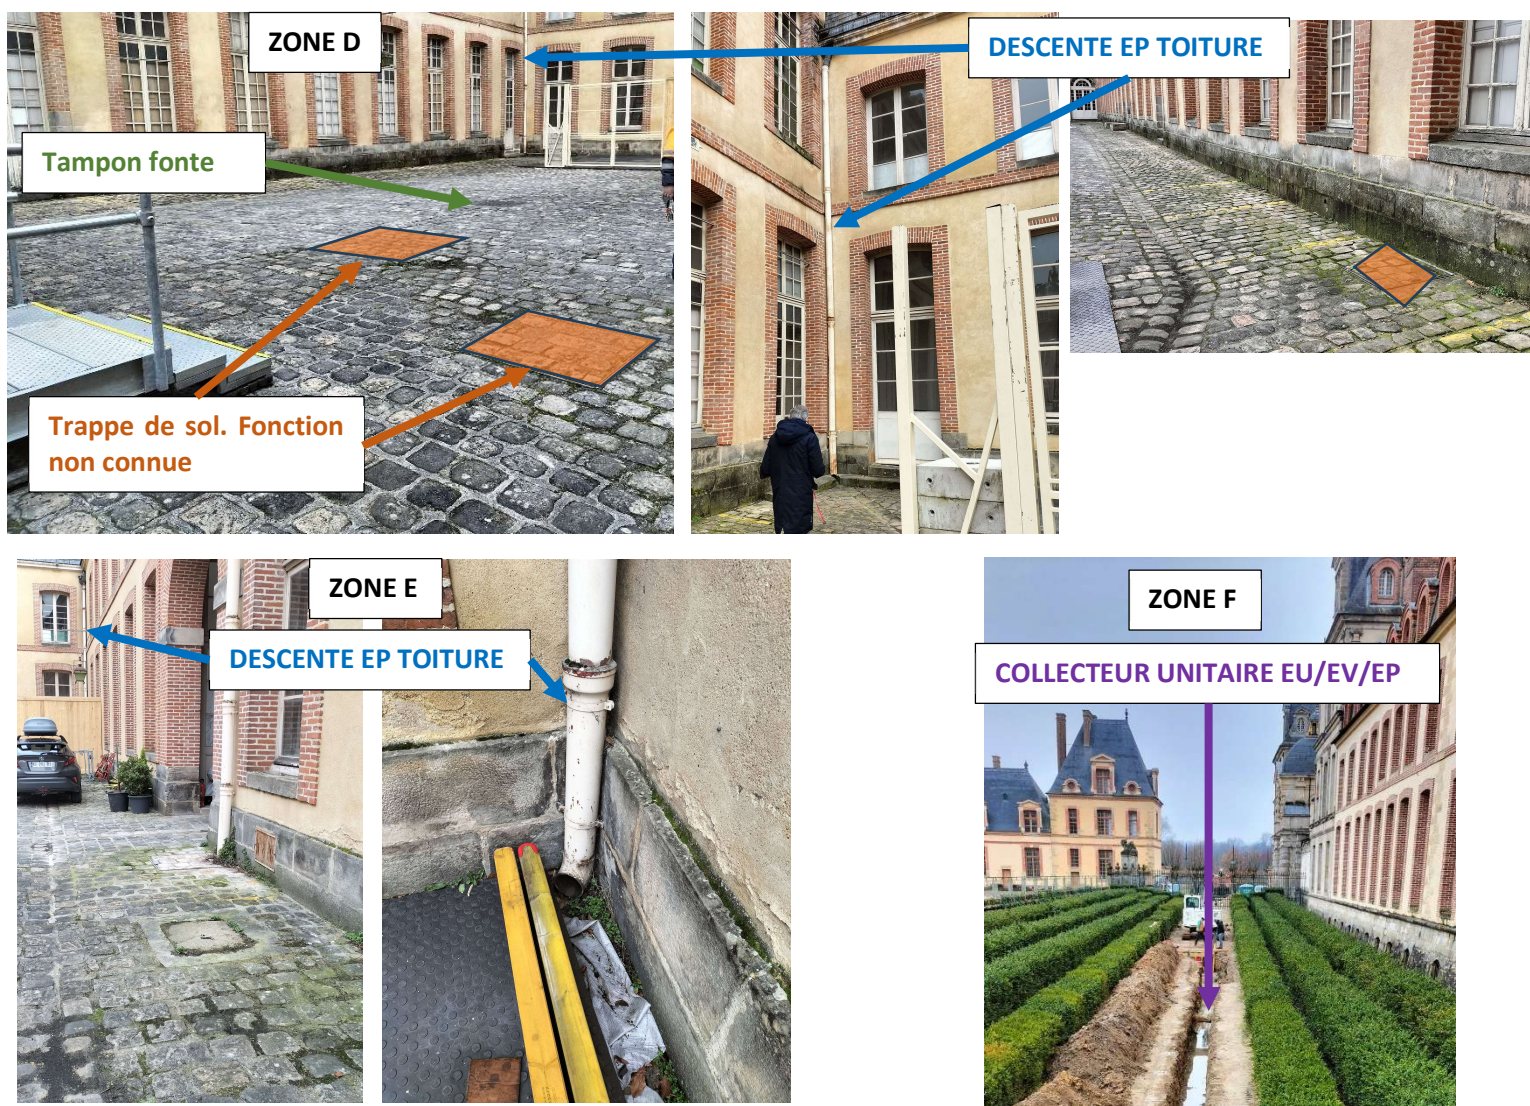 ZONE D
DESCENTE EP TOITURE
Tampon fonte
Trappe de sol. Fonction
non connue
ZONE E
DESCENTE EP TOITURE
ZONE F
COLLECTEUR UNITAIRE EU/EV/EP